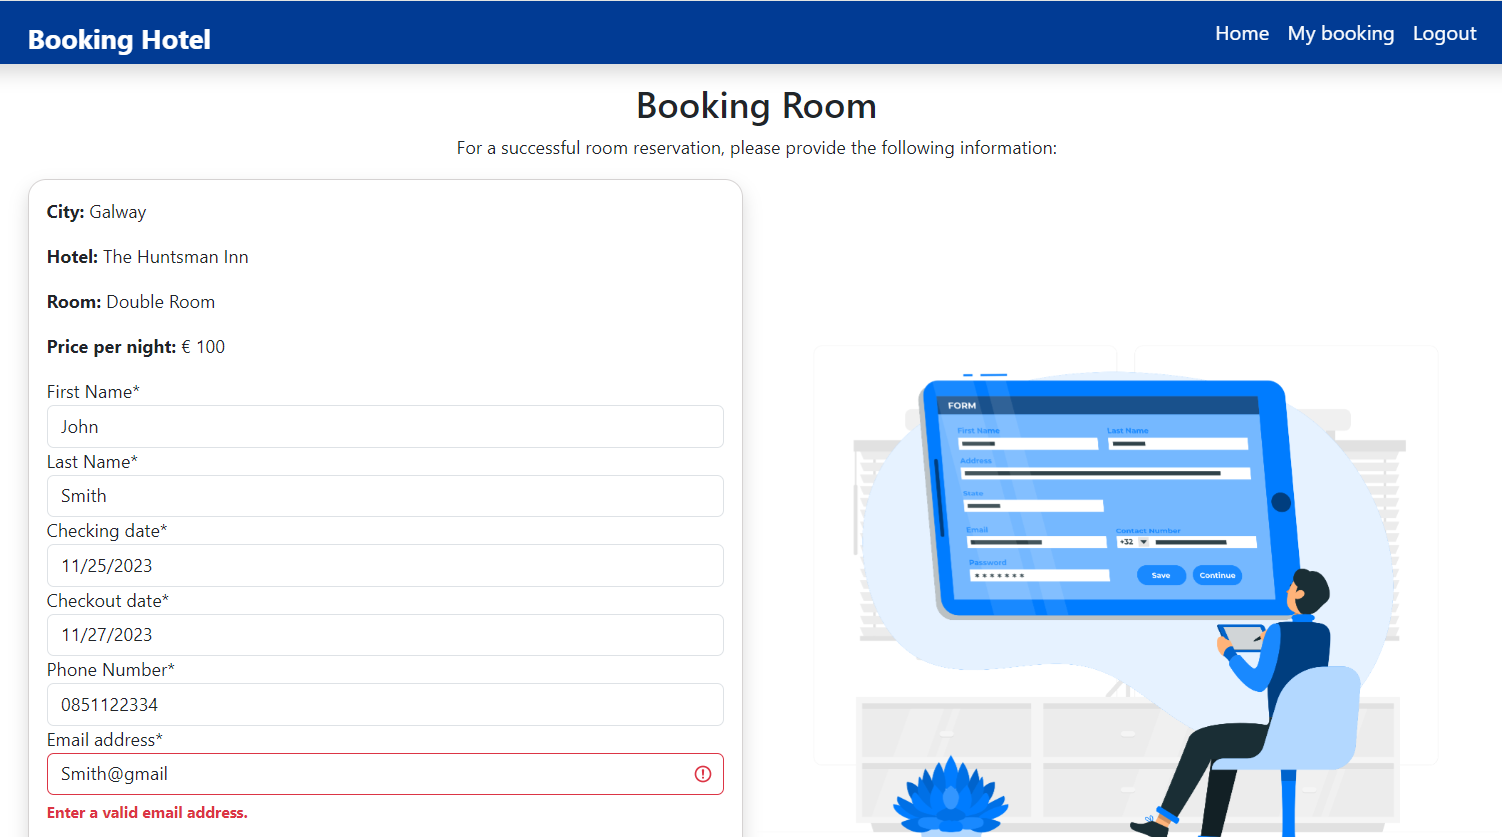 Booking Hotel
Home My booking Logout
Booking Room
For a successful room reservation, please provide the following information:
City: Galway
Hotel: The Huntsman Inn
Room: Double Room
Price per night: € 100
First Name*
John
Last Name*
Smith
Checking date*
11/25/2023
Checkout date*
11/27/2023
Phone Number*
0851122334
Email address*
Smith@gmail
Enter a valid email address.
FORM
First Name Last Name
Address
State
Email Contact Number
+32
Password
*******
Save Continue